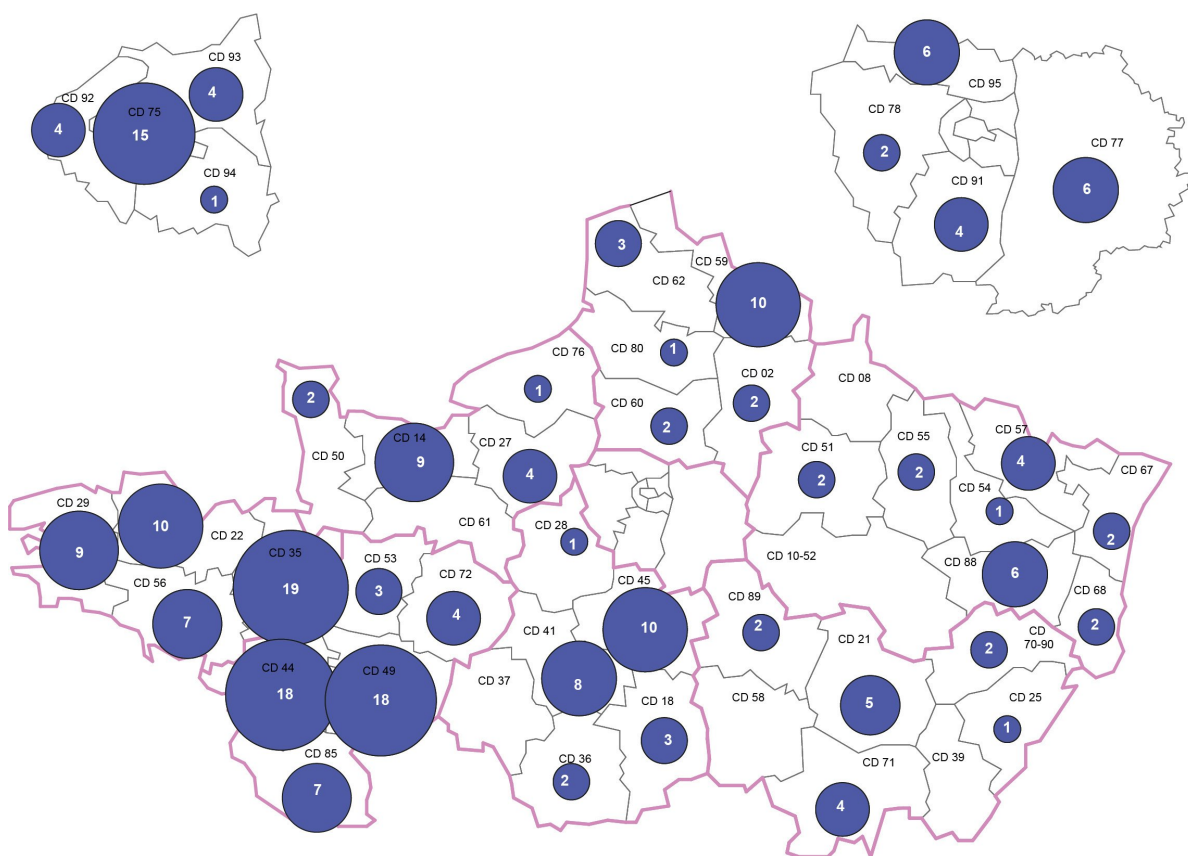 CD 93
4
CD 92
4
CD 75
15
CD 94
1
6
CD 95
CD 78
2
CD 77
6
CD 91
4
3
CD 59
CD 62
10
CD 80
1
CD 76
1
CD 02
2
CD 60
2
CD 08
2
CD 50
CD 14
9
CD 27
4
CD 51
2
CD 55
2
CD 57
4
CD 67
2
CD 54
1
CD 29
9
10
CD 22
CD 61
CD 28
1
CD 35
19
CD 53
3
CD 72
4
CD 56
7
CD 45
10
CD 10-52
CD 88
6
CD 68
2
CD 89
2
CD 21
5
CD
70-90
2
CD 41
8
CD 44
18
CD 49
18
CD 37
CD 18
3
CD 58
CD 25
1
CD 85
7
CD 36
2
CD 71
4
CD 39